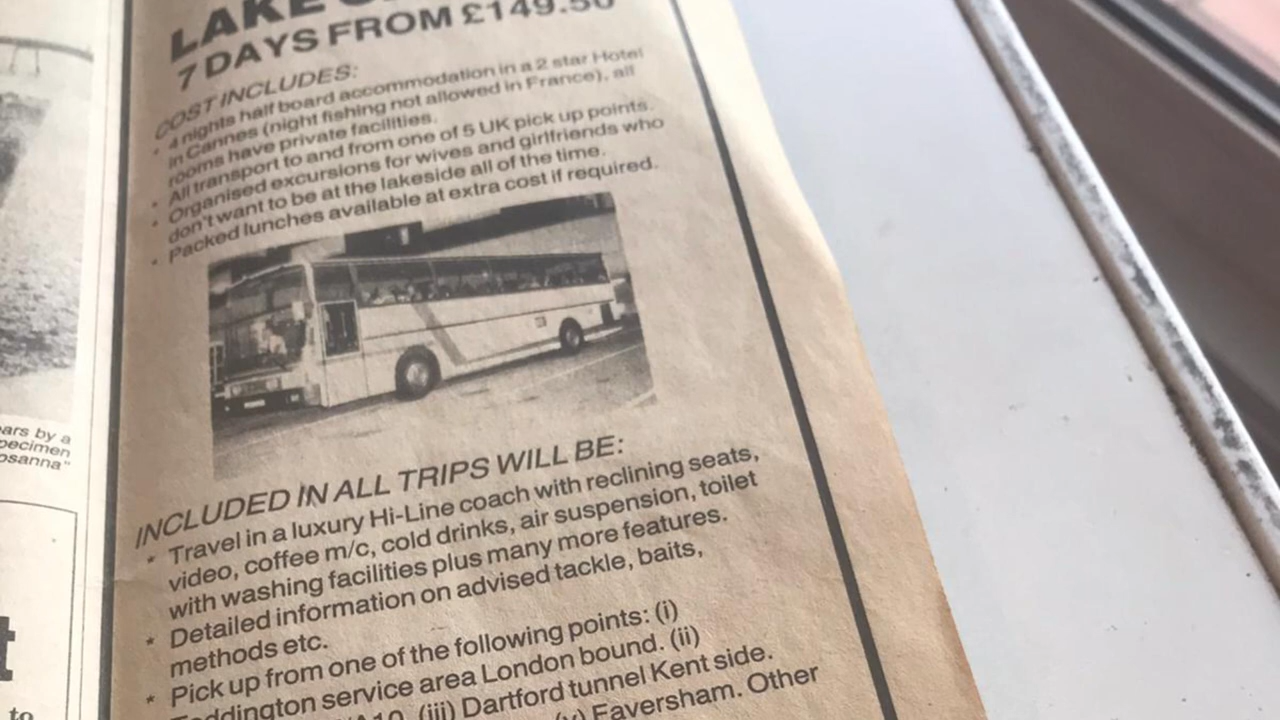 LAKE
7 DAYS FROM £149.50
COST INCLUDES:
* 4 nights half board accommodation in a 2 star Hotel
in Cannes (night fishing not allowed in France), all
rooms have private facilities.
* All transport to and from one of 5 UK pick up points.
* Organised excursions for wives and girlfriends who
don't want to be at the lakeside all of the time.
* Packed lunches available at extra cost if required.
ears by a
pecimen
osanna"
INCLUDED IN ALL TRIPS WILL BE:
* Travel in a luxury Hi-Line coach with reclining seats,
video, coffee m/c, cold drinks, air suspension, toilet
with washing facilities plus many more features.
* Detailed information on advised tackle, baits,
methods etc.
* Pick up from one of the following points: (i)
Toddington service area London bound. (ii)
(iii) Dartford tunnel Kent side.
(v) Faversham. Other
t
to